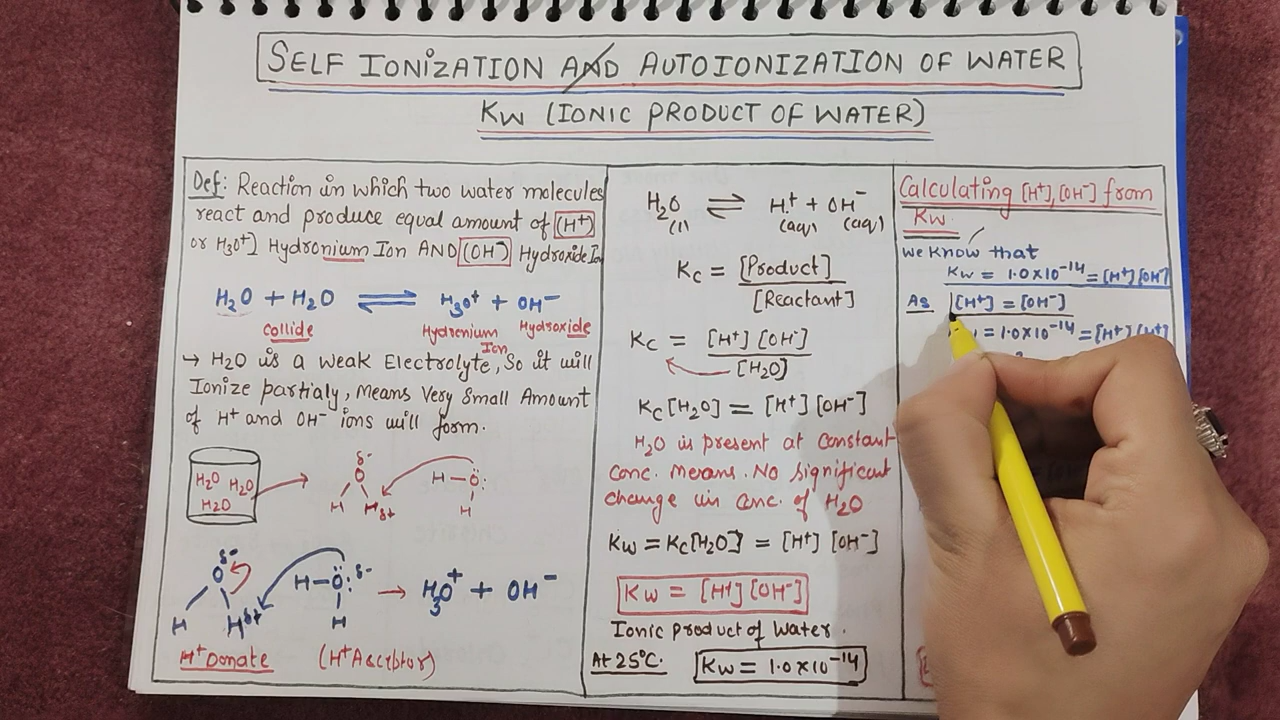 SELF IONiZATION AND AUTOIONIZATION OF WATER
KW (IONIC PRODUCT OF WATER)
Def: Reaction in which two water molecules
react and produce equal amount of (H⁺)
or H₃O⁺) Hydronium Ion AND (OH⁻) Hydroxide Ion
H₂O + H₂O ⇌ H₃O⁺ + OH⁻
Collide Hydronium Hydroxide
Ion
→ H₂O is a weak Electrolyte, So it will
Ionize partialy, Means Very Small Amount
of H⁺ and OH⁻ ions will form.
H₂O H₂O
H₂O
δ⁻
O
H H δ⁺
H–O:
H
δ⁻
O
H H δ⁺
H–O: δ⁻
H
→ H₃O⁺ + OH⁻
H⁺Donate (H⁺Acceptor)
H₂O ⇌ H⁺ + OH⁻
(l) (aq) (aq)
Kc = [Product]
[Reactant]
Kc = [H⁺] [OH⁻]
[H₂O]
Kc[H₂O] = [H⁺] [OH⁻]
H₂O is present at Constant
Conc. Means. No significant
change in conc. of H₂O
Kw = Kc[H₂O] = [H⁺] [OH⁻]
Kw = [H⁺] [OH⁻]
Ionic product of Water.
At 25°C. Kw = 1.0×10⁻¹⁴
Calculating [H⁺], [OH⁻] from
Kw.
we know that
Kw = 1.0×10⁻¹⁴ = [H⁺] [OH⁻]
As [H⁺] = [OH⁻]
= 1.0×10⁻¹⁴ = [H⁺] [H⁺]